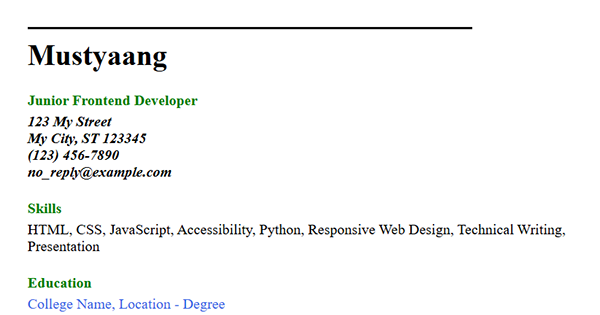 Mustyaang
Junior Frontend Developer
123 My Street
My City, ST 123345
(123) 456-7890
no_reply@example.com
Skills
HTML, CSS, JavaScript, Accessibility, Python, Responsive Web Design, Technical Writing,
Presentation
Education
College Name, Location - Degree